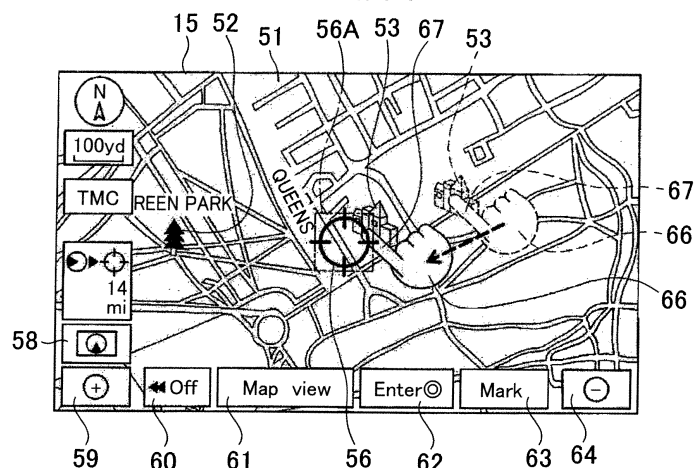 15 52 51 56A 53 67 53
N
100yd
TMC
REEN PARK
QUEENS
67
66
66
14
mi
58
Off
Map view
Enter◎
Mark
59 60 61 56 62 63 64